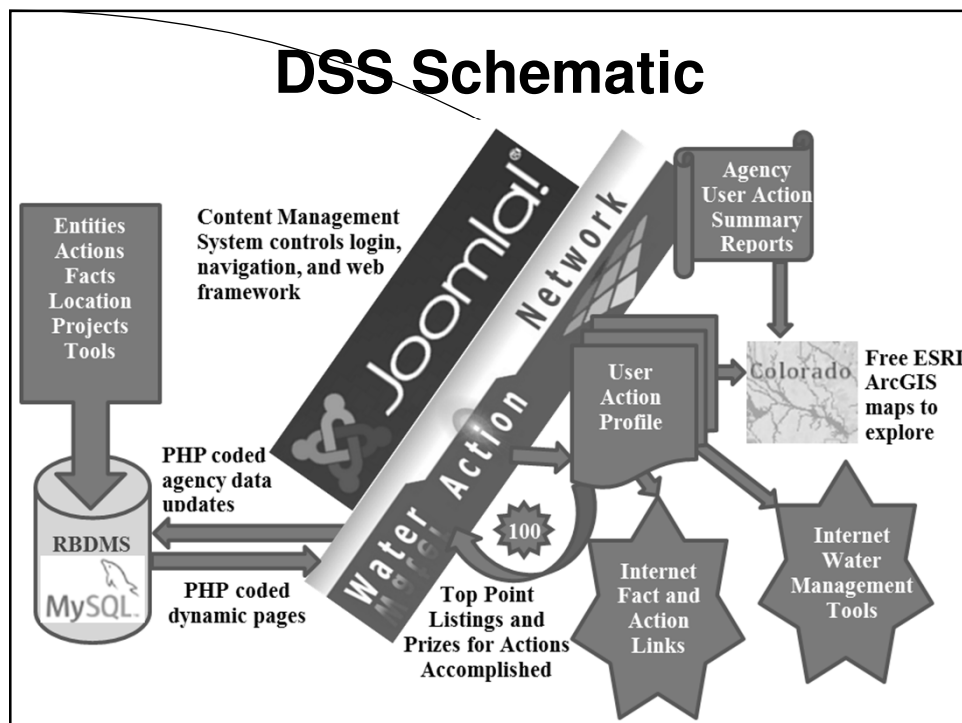 DSS Schematic
Entities
Actions
Facts
Location
Projects
Tools
Content Management
System controls login,
navigation, and web
framework
Joomla!®
Water Action Network
Water
Agency
User Action
Summary
Reports
User
Action
Profile
Colorado
Free ESRI
ArcGIS
maps to
explore
PHP coded
agency data
updates
RBDMS
MySQL™
PHP coded
dynamic pages
100
Top Point
Listings and
Prizes for Actions
Accomplished
Internet
Fact and
Action
Links
Internet
Water
Management
Tools